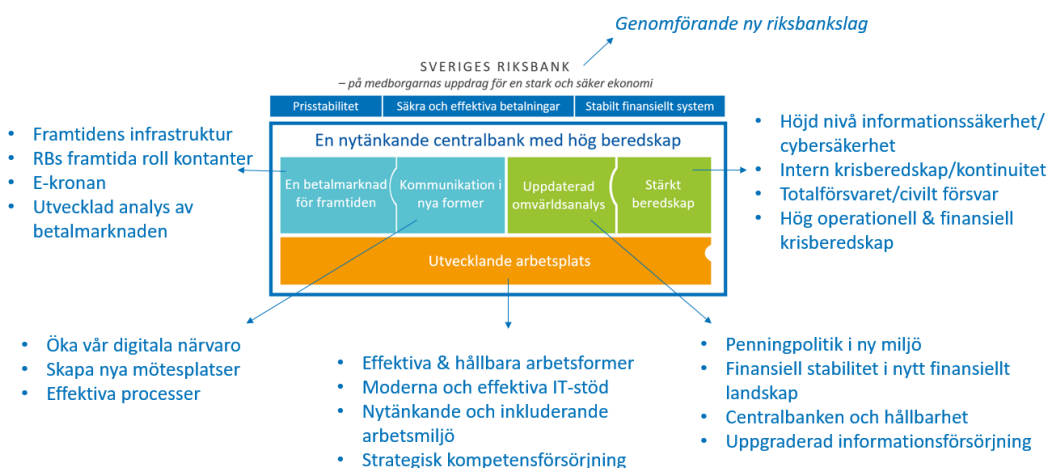 Genomförande ny riksbankslag
SVERIGES RIKSBANK
– på medborgarnas uppdrag för en stark och säker ekonomi
Prisstabilitet
Säkra och effektiva betalningar
Stabilt finansiellt system
En nytänkande centralbank med hög beredskap
En betalmarknad
för framtiden
Kommunikation i
nya former
Uppdaterad
omvärldsanalys
Stärkt
beredskap
Utvecklande arbetsplats
• Framtidens infrastruktur
• RBs framtida roll kontanter
• E-kronan
• Utvecklad analys av
betalmarknaden
• Höjd nivå informationssäkerhet/
cybersäkerhet
• Intern krisberedskap/kontinuitet
• Totalförsvaret/civilt försvar
• Hög operationell & finansiell
krisberedskap
• Öka vår digitala närvaro
• Skapa nya mötesplatser
• Effektiva processer
• Effektiva & hållbara arbetsformer
• Moderna och effektiva IT-stöd
• Nytänkande och inkluderande
arbetsmiljö
• Strategisk kompetensförsörjning
• Penningpolitik i ny miljö
• Finansiell stabilitet i nytt finansiellt
landskap
• Centralbanken och hållbarhet
• Uppgraderad informationsförsörjning